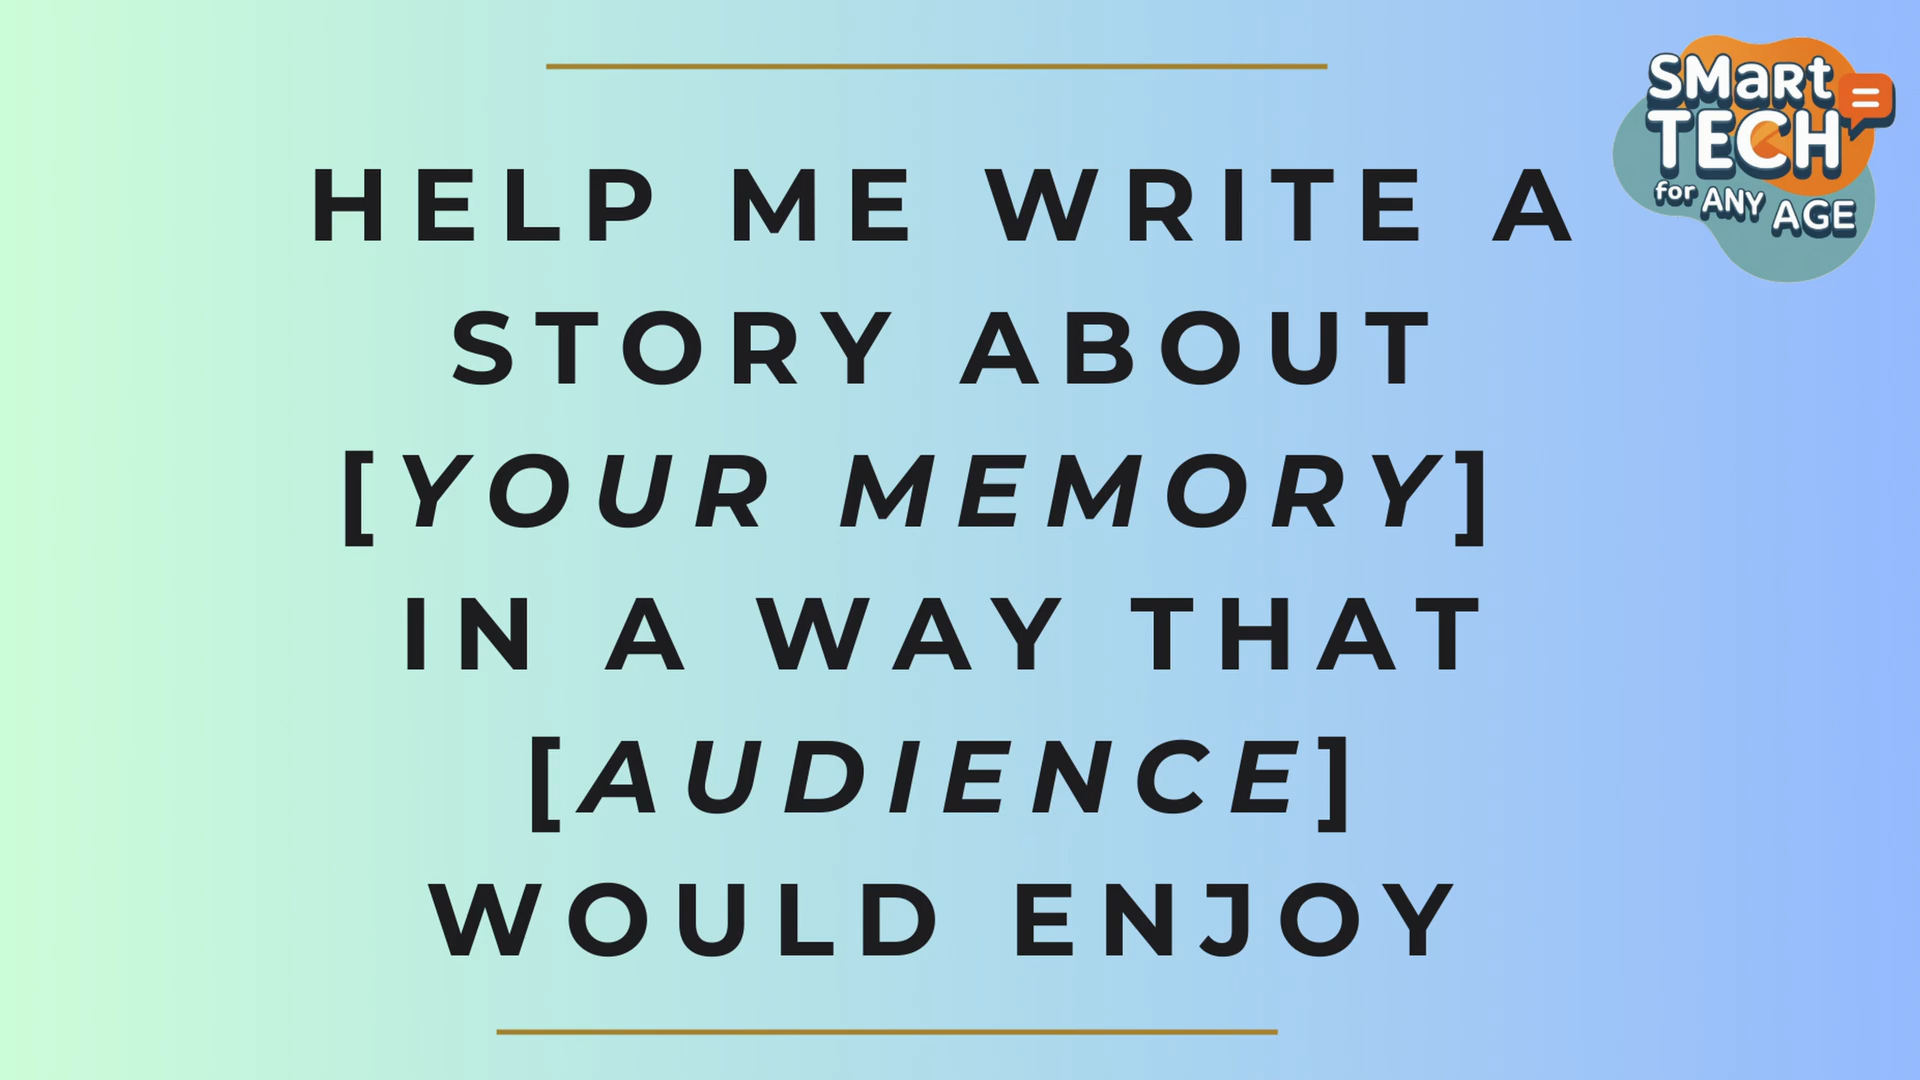 HELP ME WRITE A
STORY ABOUT
[YOUR MEMORY]
IN A WAY THAT
[AUDIENCE]
WOULD ENJOY
SMaRt
TECH
for ANY AGE